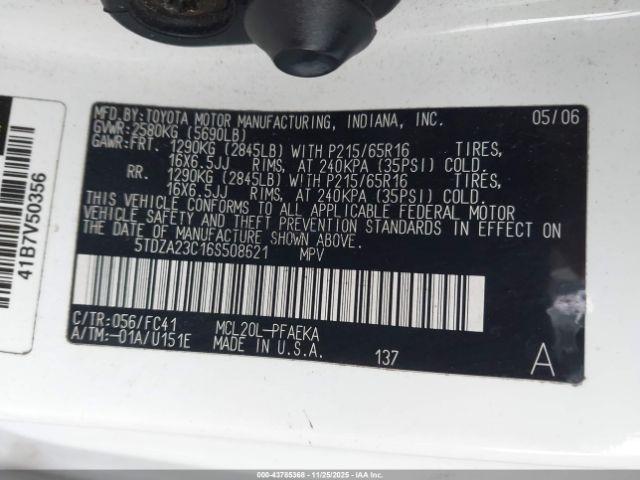 MFD.BY:TOYOTA MOTOR MANUFACTURING, INDIANA, INC. 05/06
GVWR:2580KG (5690LB)
GAWR:FRT. 1290KG (2845LB) WITH P215/65R16 TIRES,
16X6.5JJ RIMS, AT 240KPA (35PSI) COLD.
RR. 1290KG (2845LB) WITH P215/65R16 TIRES,
16X6.5JJ RIMS, AT 240KPA (35PSI) COLD.
THIS VEHICLE CONFORMS TO ALL APPLICABLE FEDERAL MOTOR
VEHICLE SAFETY AND THEFT PREVENTION STANDARDS IN EFFECT ON
THE DATE OF MANUFACTURE SHOWN ABOVE.
5TDZA23C16S508621 MPV
C/TR:056/FC41 MCL20L-PFAEKA
A/TM:-01A/U151E MADE IN U.S.A. 137 A
41B7V50356
000-43785368 - 11/25/2025 - IAAI.COM